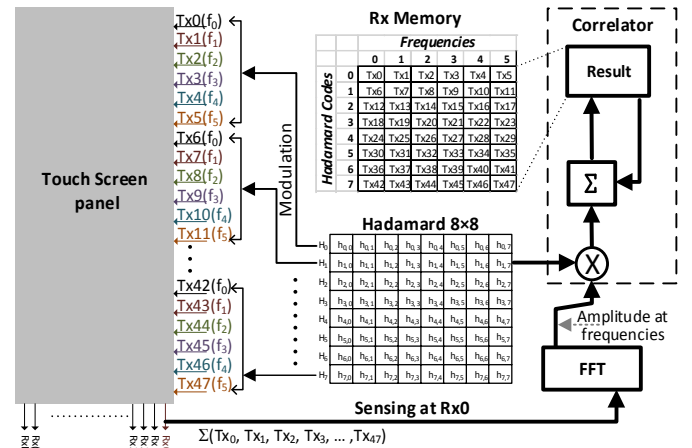 Tx0(f0)
Tx1(f1)
Tx2(f2)
Tx3(f3)
Tx4(f4)
Tx5(f5)
Tx6(f0)
Tx7(f1)
Tx8(f2)
Tx9(f3)
Tx10(f4)
Tx11(f5)
Tx42(f0)
Tx43(f1)
Tx44(f2)
Tx45(f3)
Tx46(f4)
Tx47(f5)
Touch Screen
panel
Modulation
Rx Memory
Frequencies
0 1 2 3 4 5
Hadamard Codes
0 Tx0 Tx1 Tx2 Tx3 Tx4 Tx5
1 Tx6 Tx7 Tx8 Tx9 Tx10 Tx11
2 Tx12 Tx13 Tx14 Tx15 Tx16 Tx17
3 Tx18 Tx19 Tx20 Tx21 Tx22 Tx23
4 Tx24 Tx25 Tx26 Tx27 Tx28 Tx29
5 Tx30 Tx31 Tx32 Tx33 Tx34 Tx35
6 Tx36 Tx37 Tx38 Tx39 Tx40 Tx41
7 Tx42 Tx43 Tx44 Tx45 Tx46 Tx47
Hadamard 8×8
H0 h0,0 h0,1 h0,2 h0,3 h0,4 h0,5 h0,6 h0,7
H1 h1,0 h1,1 h1,2 h1,3 h1,4 h1,5 h1,6 h1,7
H2 h2,0 h2,1 h2,2 h2,3 h2,4 h2,5 h2,6 h2,7
H3 h3,0 h3,1 h3,2 h3,3 h3,4 h3,5 h3,6 h3,7
H4 h4,0 h4,1 h4,2 h4,3 h4,4 h4,5 h4,6 h4,7
H5 h5,0 h5,1 h5,2 h5,3 h5,4 h5,5 h5,6 h5,7
H6 h6,0 h6,1 h6,2 h6,3 h6,4 h6,5 h6,6 h6,7
H7 h7,0 h7,1 h7,2 h7,3 h7,4 h7,5 h7,6 h7,7
Correlator
Result
Σ
X
Amplitude at
frequencies
FFT
Sensing at Rx0
Σ(Tx0, Tx1, Tx2, Tx3, ... ,Tx47)